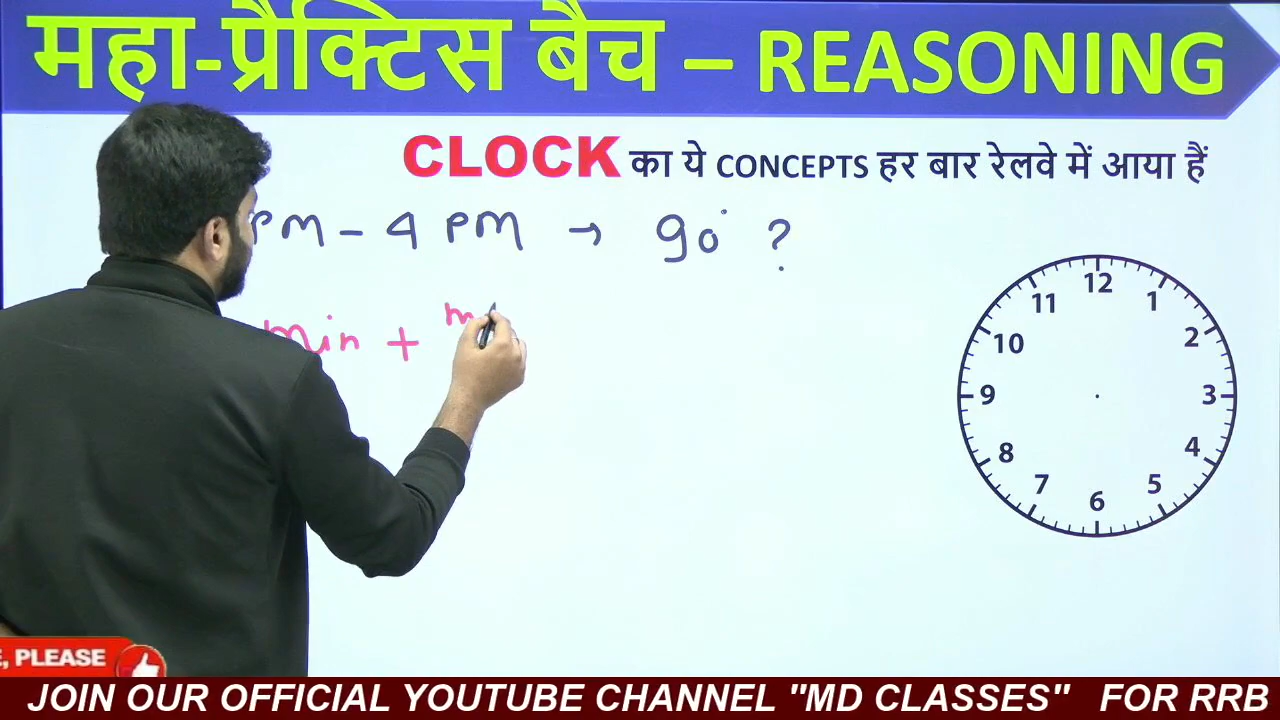 महा-प्रैक्टिस बैच – REASONING
CLOCK का ये CONCEPTS हर बार रेलवे में आया हैं
PM - 4 PM → 90° ?
min +
12
11 1
10 2
9 3
8 4
7 5
6
, PLEASE
JOIN OUR OFFICIAL YOUTUBE CHANNEL "MD CLASSES" FOR RRB